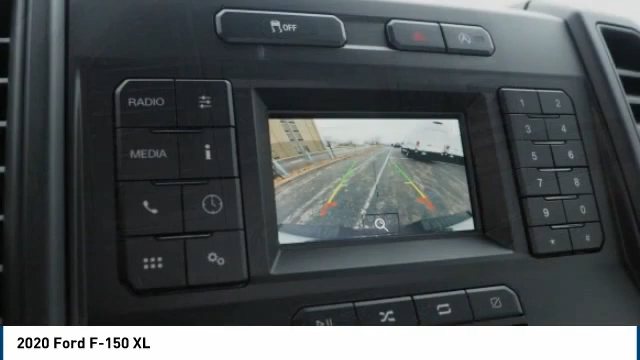 OFF
RADIO
MEDIA
i
1 2
3 4
5 6
7 8
9 0
* #
2020 Ford F-150 XL